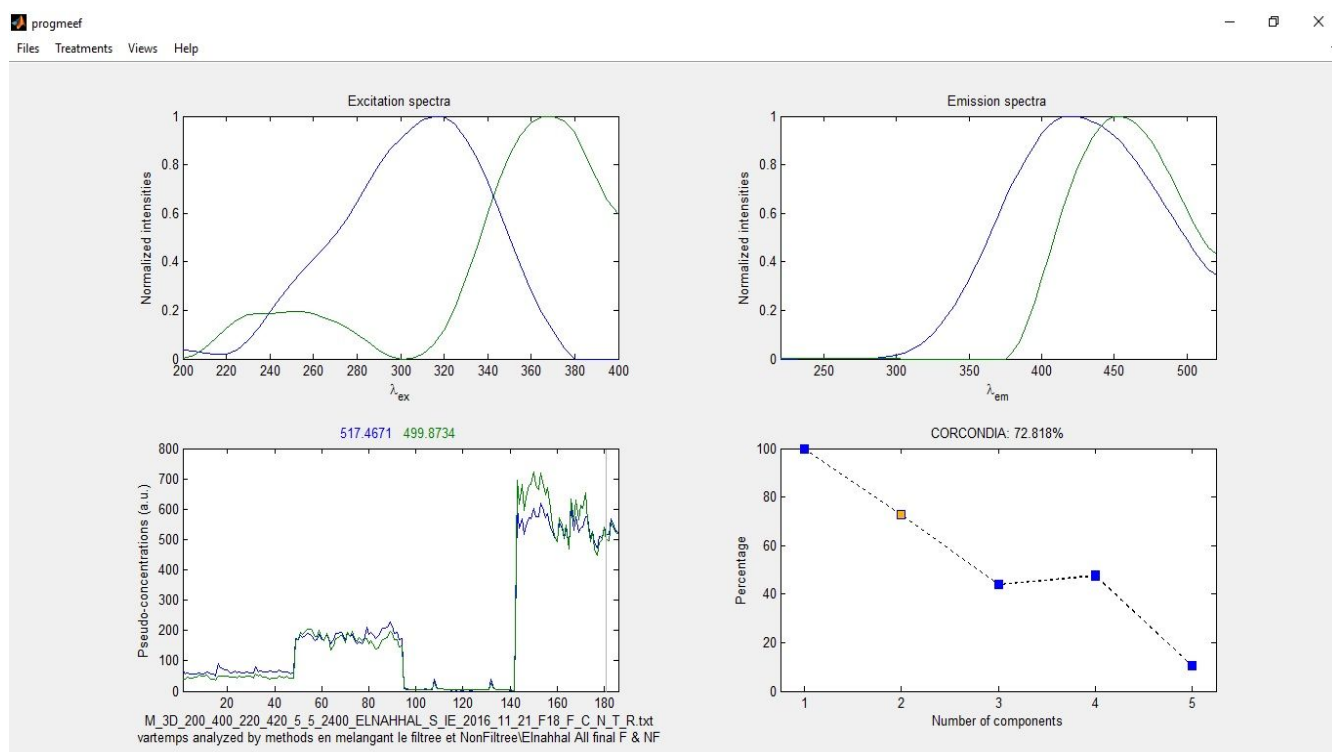 progmeef
Files Treatments Views Help
Excitation spectra
Normalized intensities
1
0.8
0.6
0.4
0.2
0
200 220 240 260 280 300 320 340 360 380 400
λex
Emission spectra
Normalized intensities
1
0.8
0.6
0.4
0.2
0
250 300 350 400 450 500
λem
517.4671 499.8734
Pseudo-concentrations (a.u.)
800
700
600
500
400
300
200
100
0
20 40 60 80 100 120 140 160 180
M_3D_200_400_220_420_5_5_2400_ELNAHHAL_S_IE_2016_11_21_F18_F_C_N_T_R.txt
vartemps analyzed by methods en melangant le filtree et NonFiltree\Elnahhal All final F & NF
CORCONDIA: 72.818%
Percentage
100
80
60
40
20
0
1 2 3 4 5
Number of components